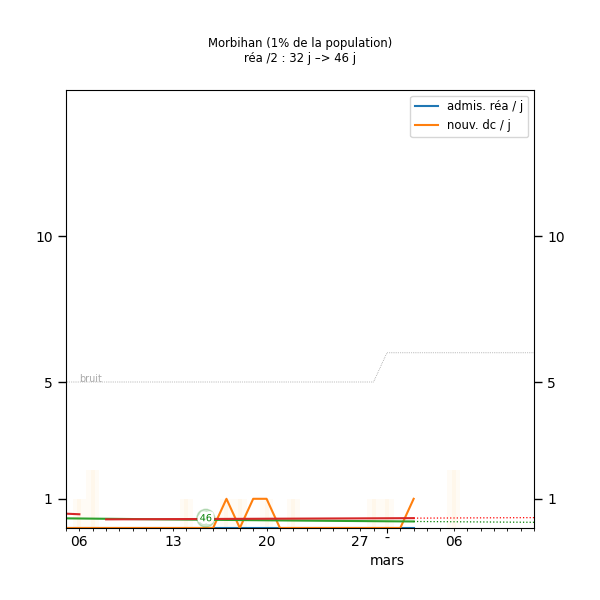 Morbihan (1% de la population)
réa /2 : 32 j –> 46 j
admis. réa / j
nouv. dc / j
10 10
bruit
5 5
46
1 1
06 13 20 27 - 06
mars